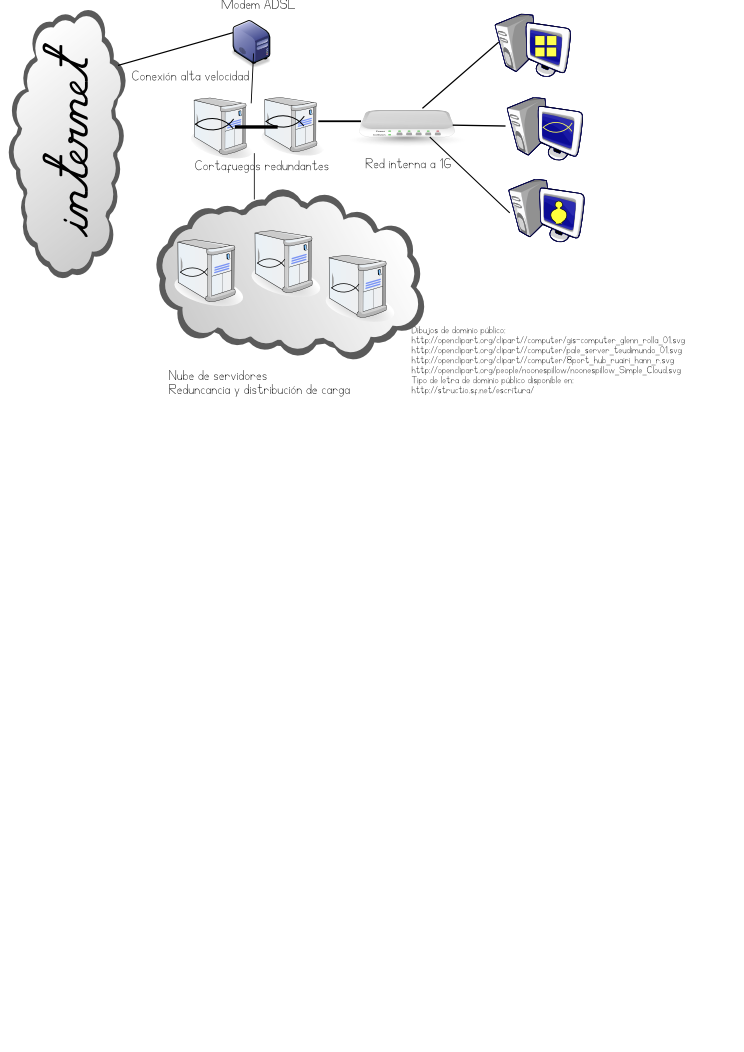 Modem ADSL
internet
Conexión alta velocidad
Cortafuegos redundantes
Red interna a 1G
Dibujos de dominio público:
http://openclipart.org/clipart//computer/gis-computer_glenn_rolla_01.svg
http://openclipart.org/clipart//computer/pale_server_teudimundo_01.svg
http://openclipart.org/clipart//computer/8port_hub_ruairi_hann_r.svg
http://openclipart.org/people/noonespillow/noonespillow_Simple_Cloud.svg
Tipo de letra de dominio público disponible en:
http://structio.sf.net/escritura/
Nube de servidores
Reduncancia y distribución de carga